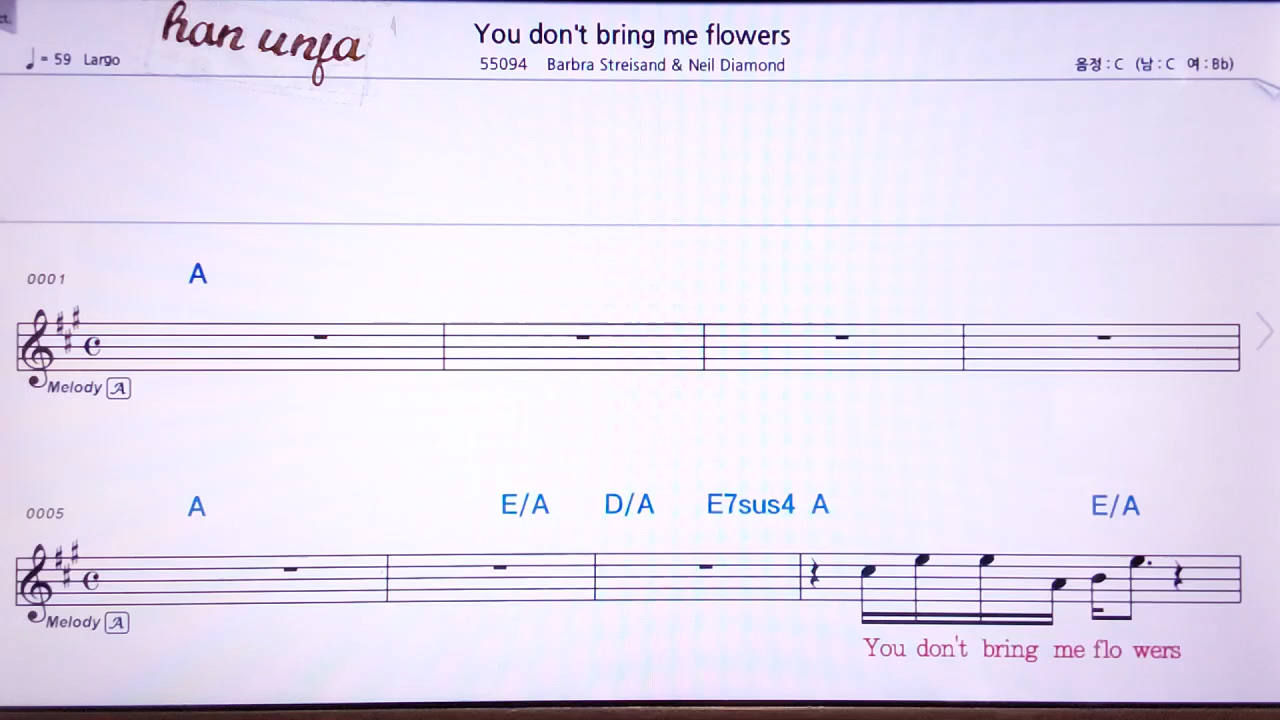 han unfa
You don't bring me flowers
♩ = 59 Largo
55094 Barbra Streisand & Neil Diamond
음정 : C (남 : C 여 : Bb)
0001 A
Melody A
0005 A E/A D/A E7sus4 A E/A
Melody A
You don't bring me flo wers